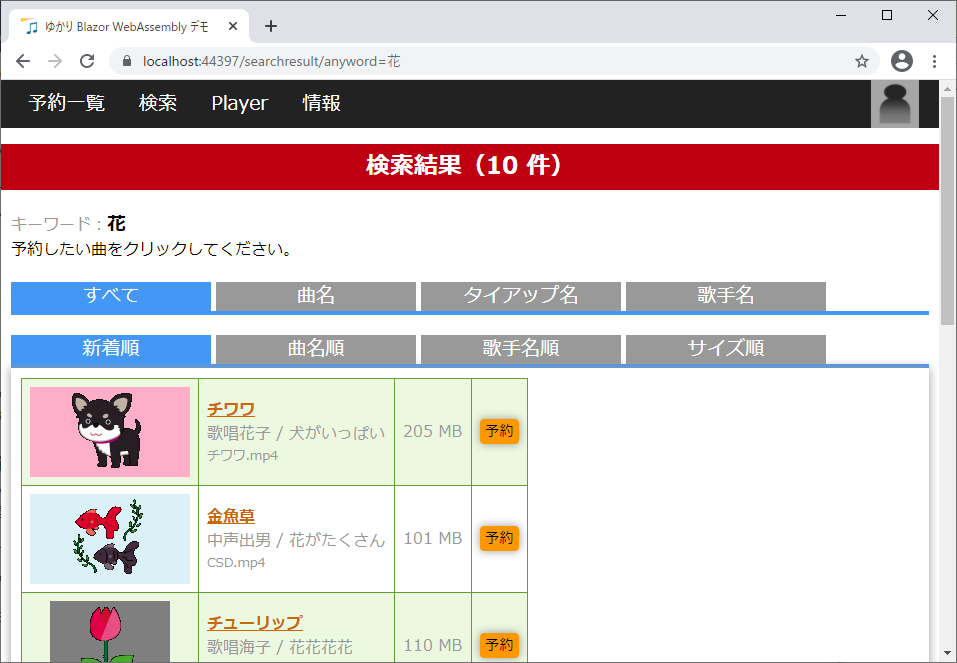 ゆかり Blazor WebAssembly デモ
localhost:44397/searchresult/anyword=花
予約一覧 検索 Player 情報
検索結果（10 件）
キーワード：花
予約したい曲をクリックしてください。
すべて 曲名 タイアップ名 歌手名
新着順 曲名順 歌手名順 サイズ順
チワワ
歌唱花子 / 犬がいっぱい
チワワ.mp4
205 MB
予約
金魚草
中声出男 / 花がたくさん
CSD.mp4
101 MB
予約
チューリップ
歌唱海子 / 花花花花
110 MB
予約